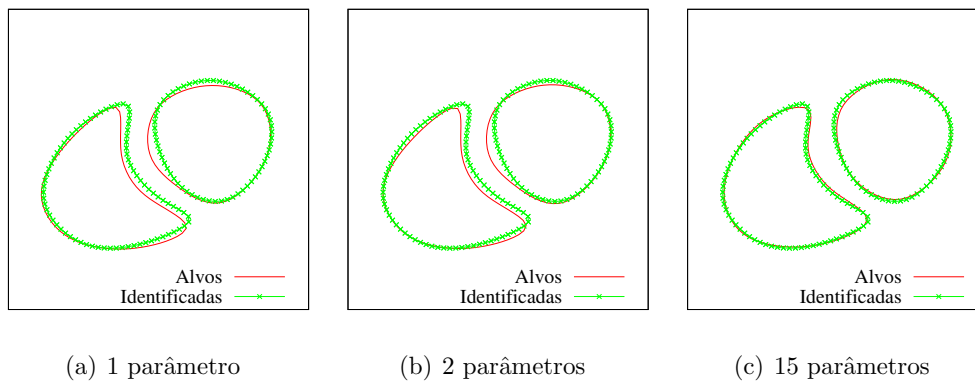 Alvos
Identificadas
Alvos
Identificadas
Alvos
Identificadas
(a) 1 parâmetro
(b) 2 parâmetros
(c) 15 parâmetros